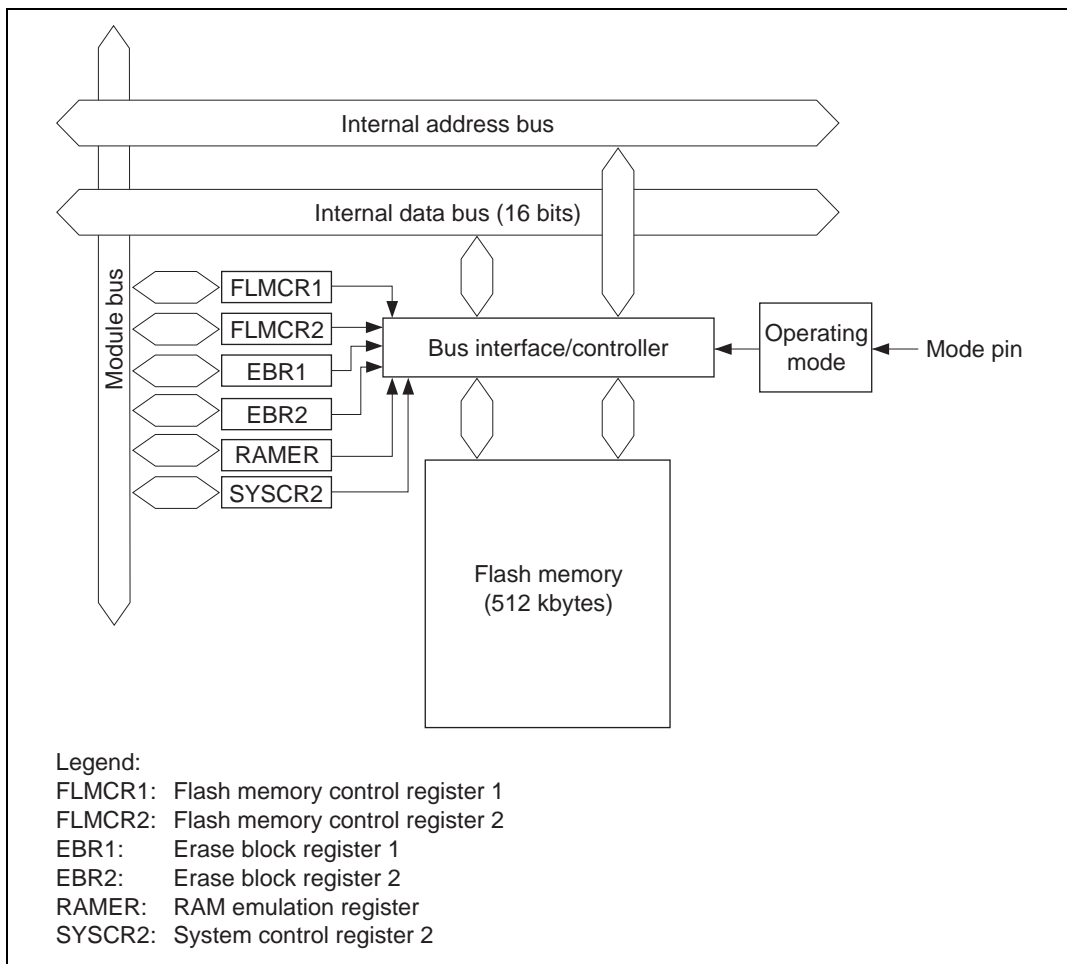 Internal address bus
Internal data bus (16 bits)
Module bus
FLMCR1
FLMCR2
EBR1
EBR2
RAMER
SYSCR2
Bus interface/controller
Operating
mode
Mode pin
Flash memory
(512 kbytes)
Legend:
FLMCR1: Flash memory control register 1
FLMCR2: Flash memory control register 2
EBR1: Erase block register 1
EBR2: Erase block register 2
RAMER: RAM emulation register
SYSCR2: System control register 2